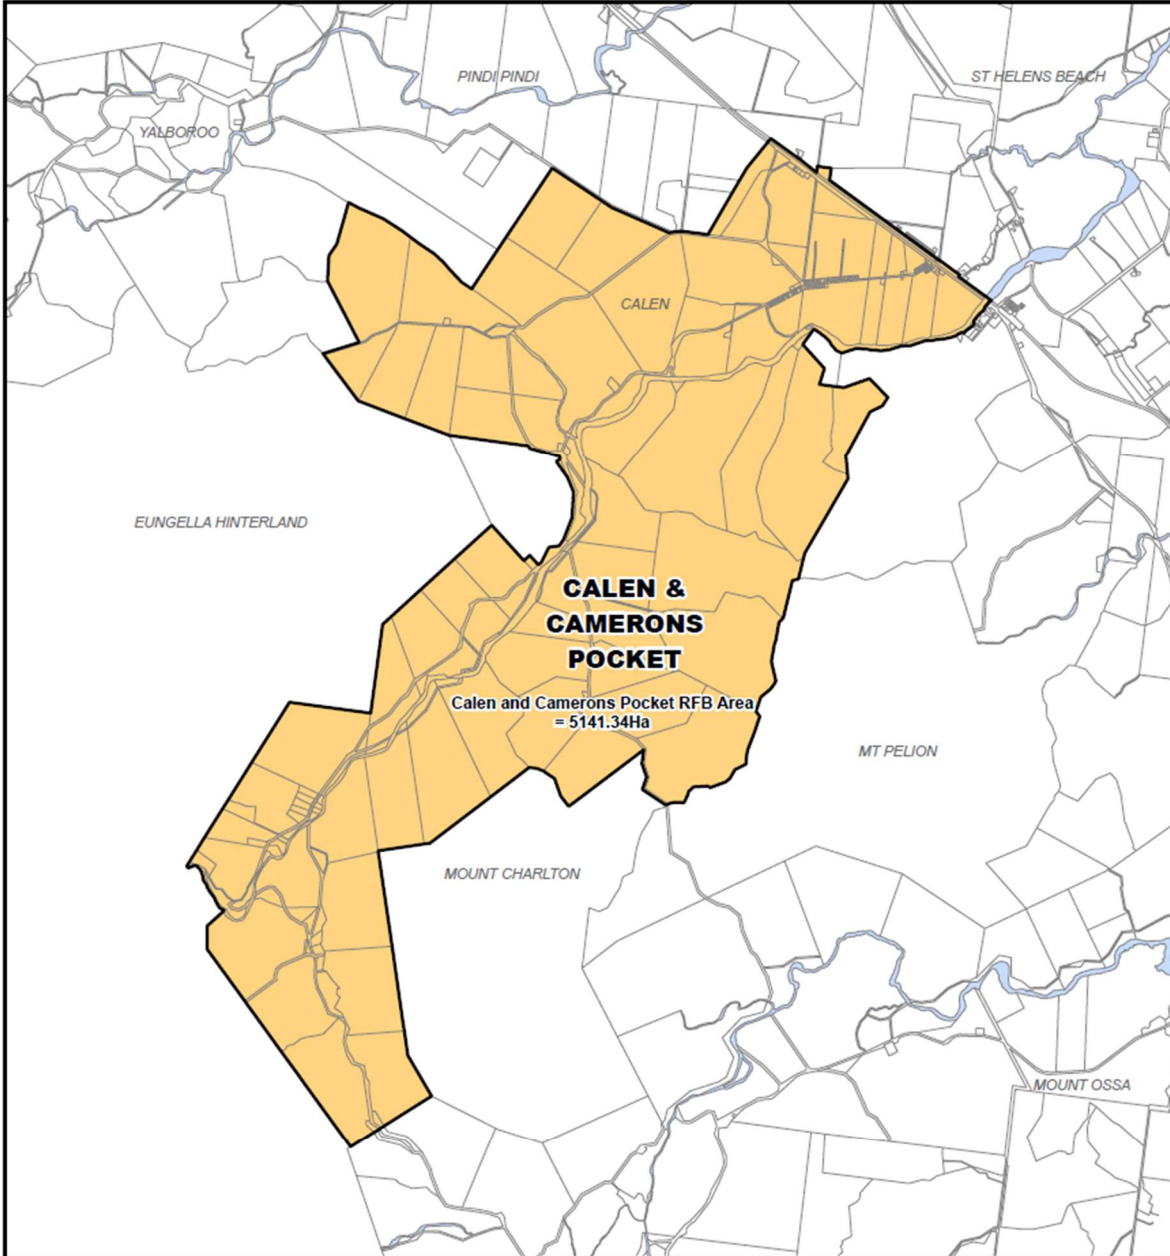 PINDI PINDI
ST HELENS BEACH
YALBOROO
CALEN
EUNGELLA HINTERLAND
CALEN &
CAMERONS
POCKET
Calen and Camerons Pocket RFB Area
= 5141.34Ha
MT PELION
MOUNT CHARLTON
MOUNT OSSA